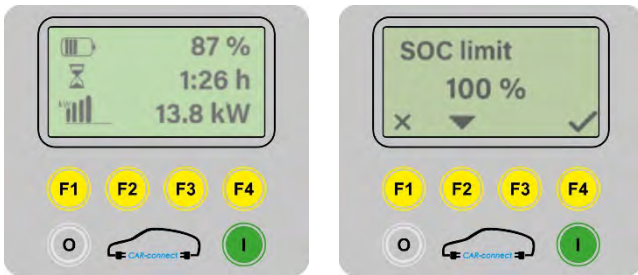 87 %
1:26 h
kW
13.8 kW
F1 F2 F3 F4
O CAR-connect I
SOC limit
100 %
F1 F2 F3 F4
O CAR-connect I